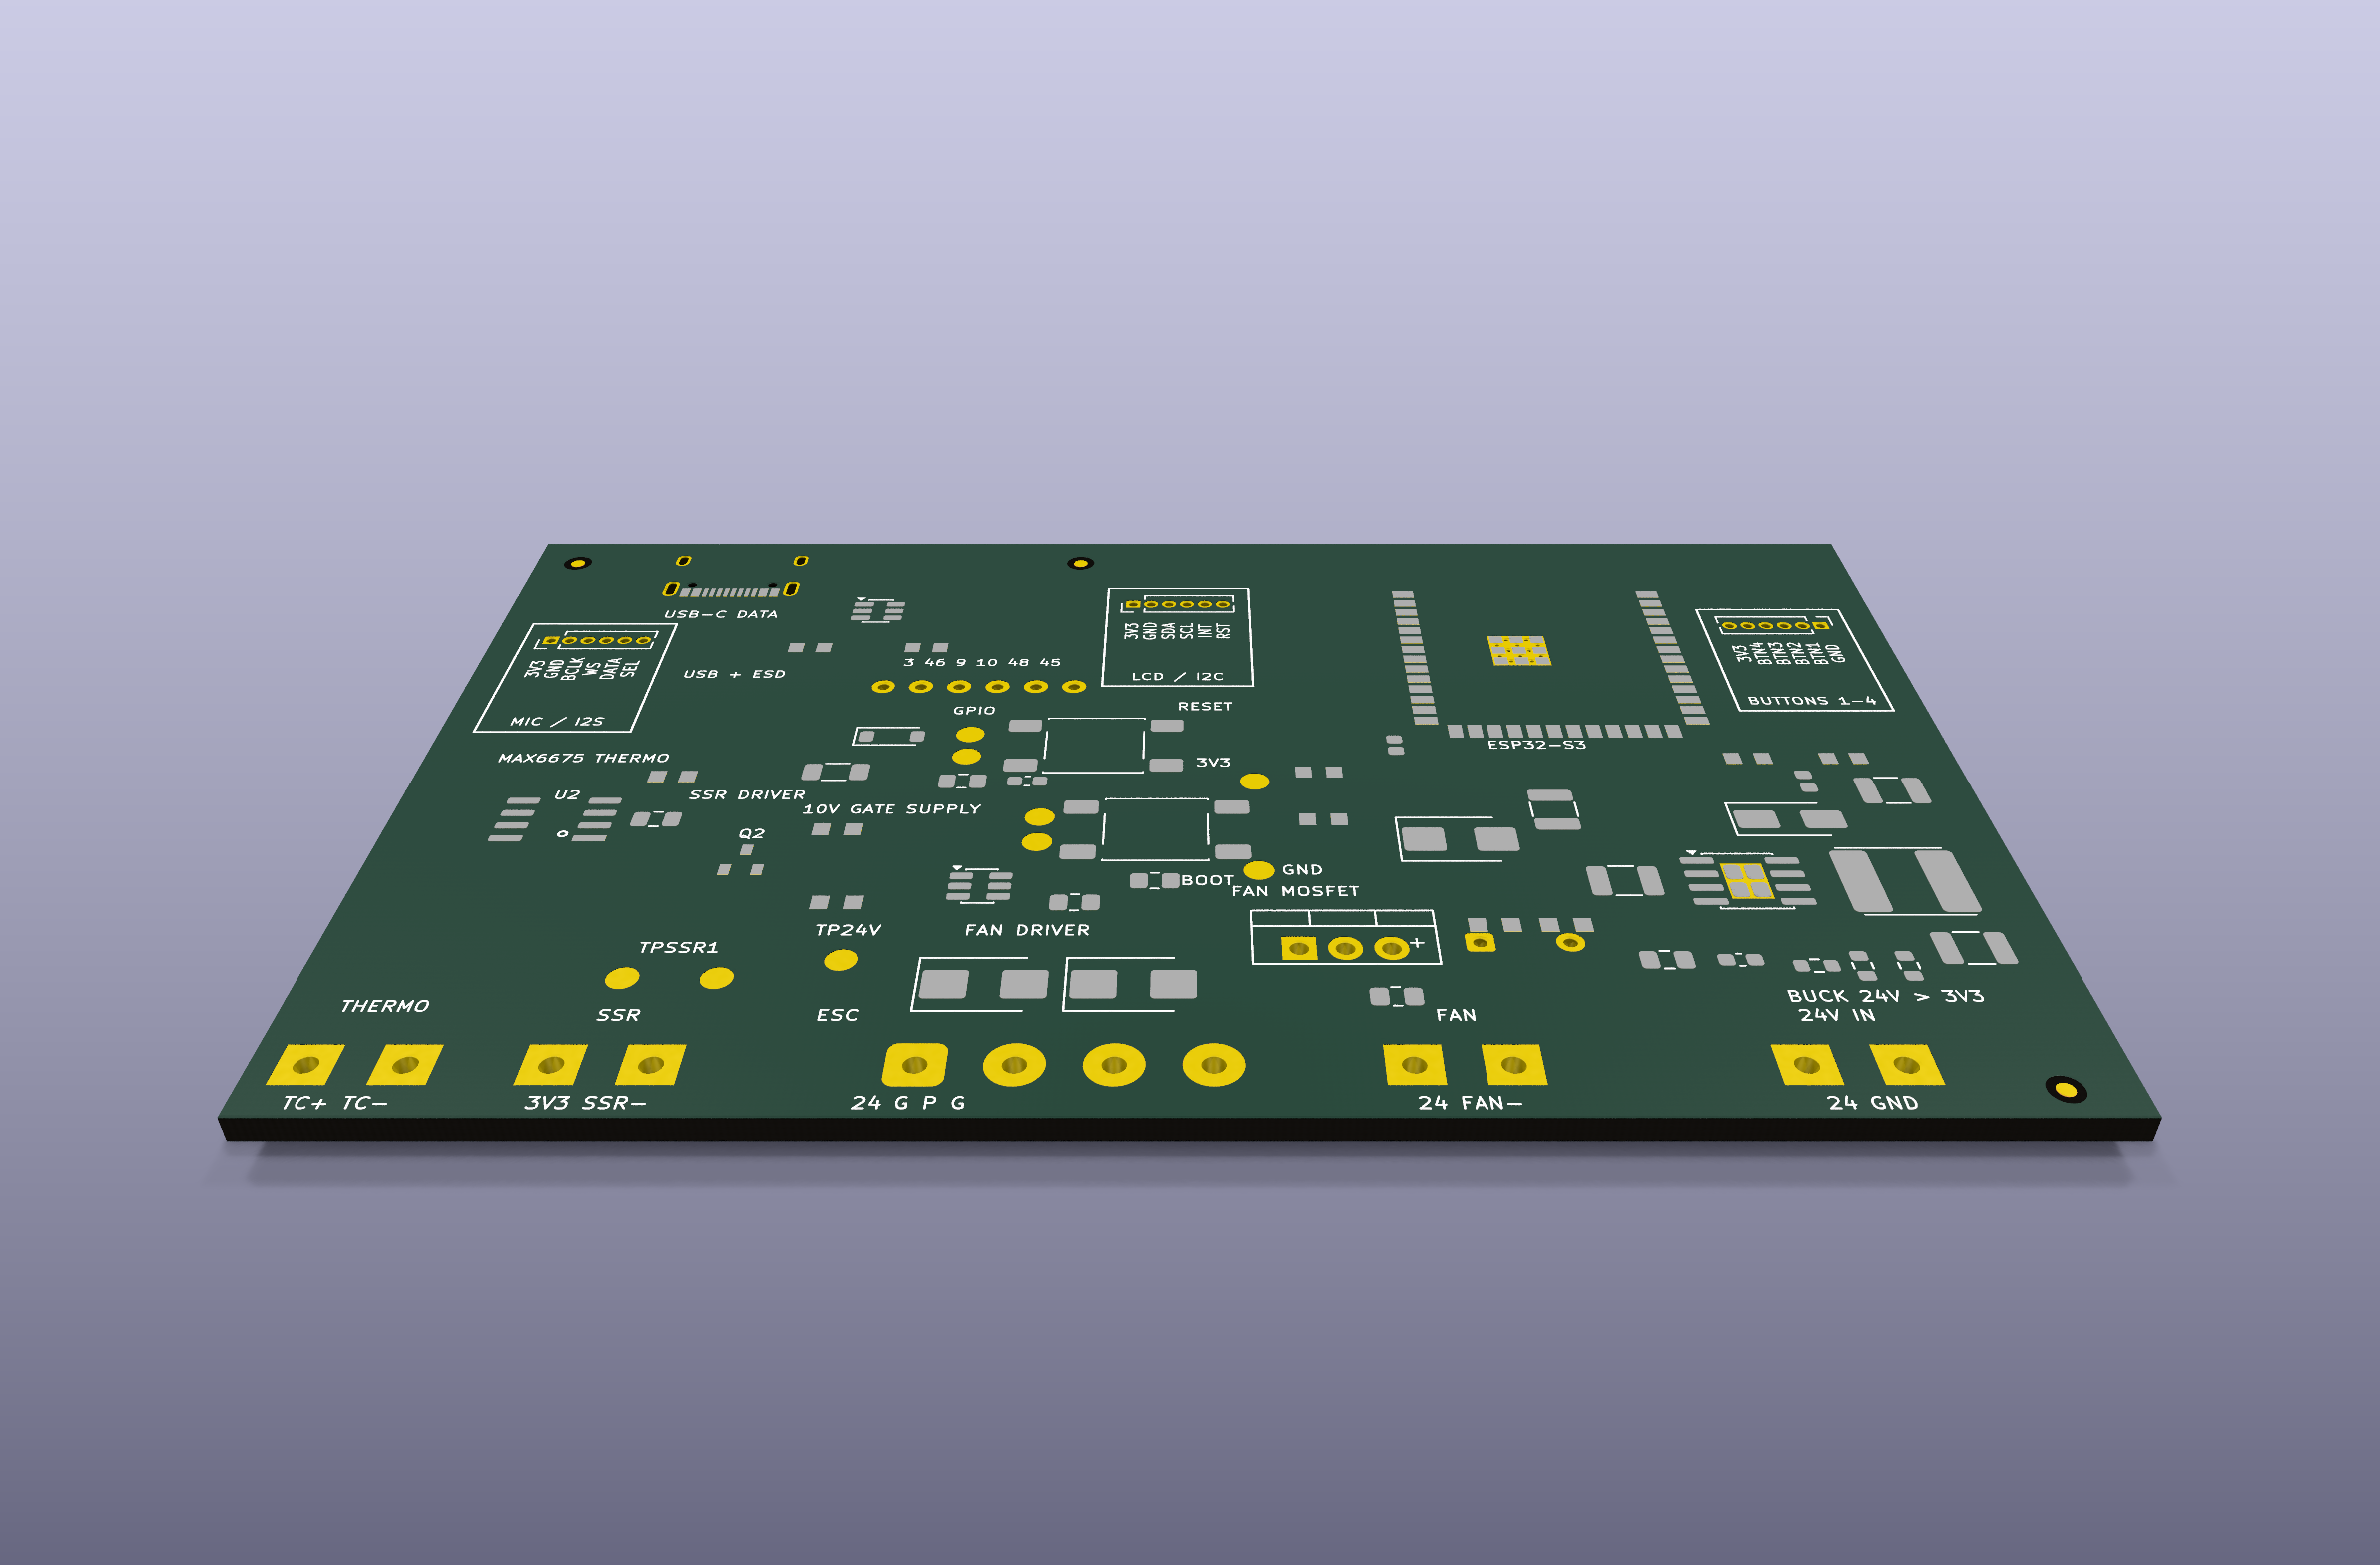 USB-C DATA
3V3
GND
BCLK
WS
DATA
SEL
MIC / I2S
USB + ESD
3 46 9 10 48 45
GPIO
3V3
GND
SDA
SCL
INT
RST
LCD / I2C
RESET
3V3
BTN4
BTN3
BTN2
BTN1
GND
BUTTONS 1-4
ESP32-S3
MAX6675 THERMO
3V3
U2
SSR DRIVER
10V GATE SUPPLY
Q2
GND
BOOT
FAN MOSFET
TP24V
FAN DRIVER
+
TPSSR1
BUCK 24V > 3V3
THERMO
SSR
ESC
FAN
24V IN
TC+ TC-
3V3 SSR-
24 G P G
24 FAN-
24 GND